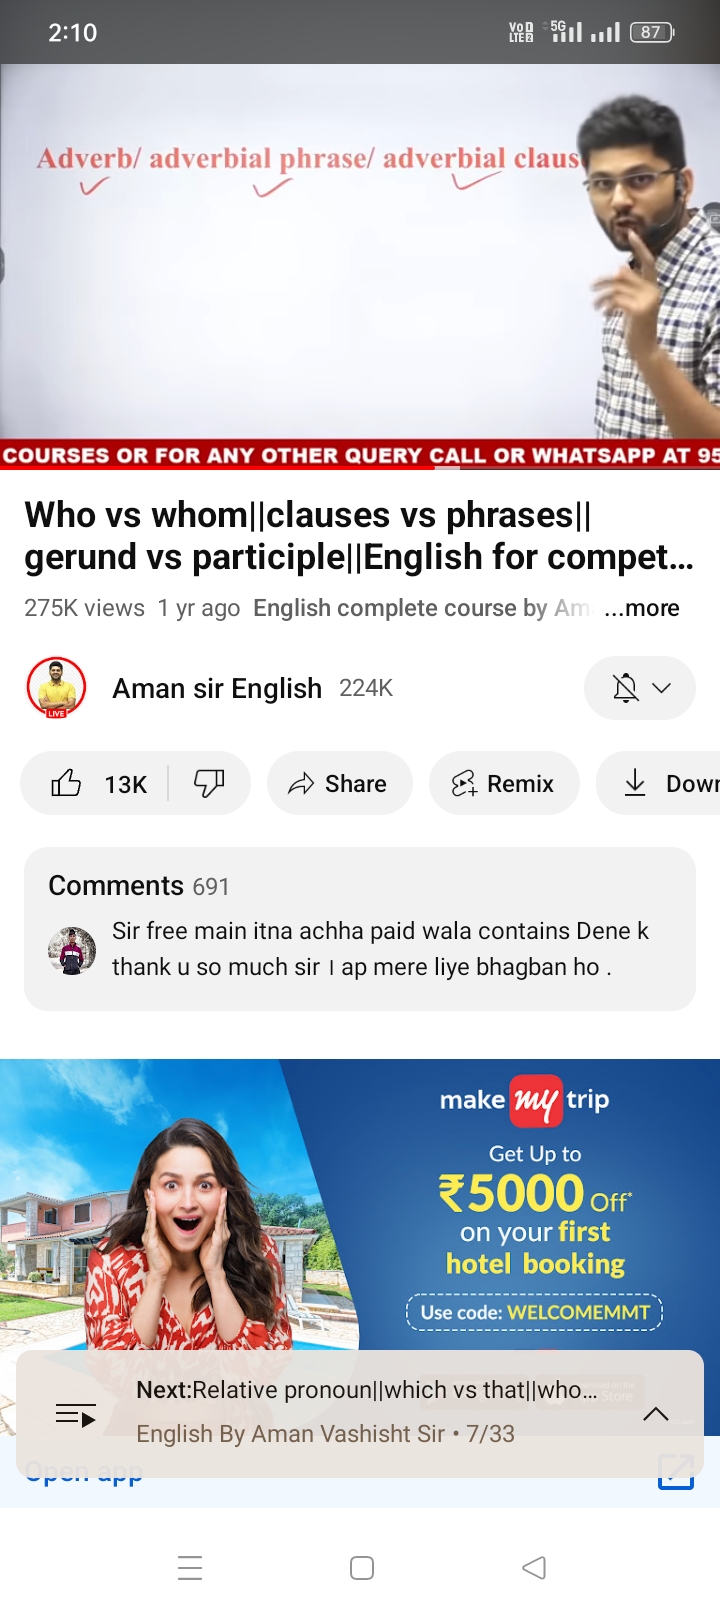 2:10
VoD
LTE2
5G
87
Adverb/ adverbial phrase/ adverbial claus
COURSES OR FOR ANY OTHER QUERY CALL OR WHATSAPP AT 95
Who vs whom||clauses vs phrases||
gerund vs participle||English for compet...
275K views 1 yr ago English complete course by Am ...more
LIVE
Aman sir English 224K
13K Share Remix Down
Comments 691
Sir free main itna achha paid wala contains Dene k
thank u so much sir । ap mere liye bhagban ho .
make my trip
Get Up to
₹5000 Off*
on your first
hotel booking
Use code: WELCOMEMMT
Next:Relative pronoun||which vs that||who...
English By Aman Vashisht Sir • 7/33
Open app